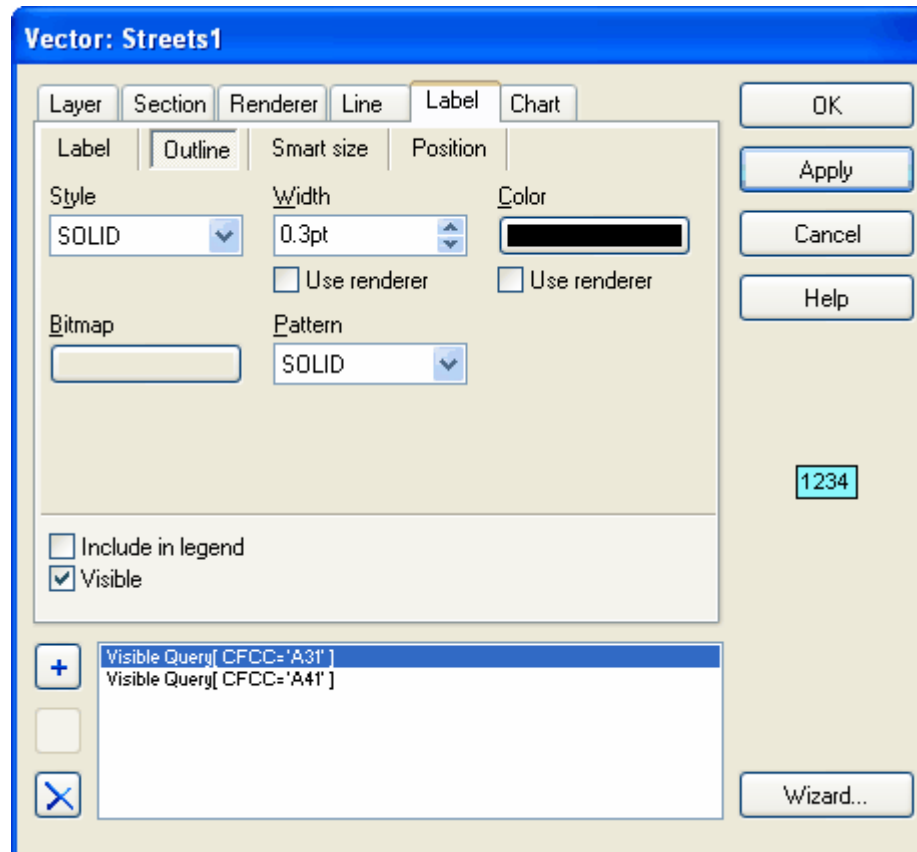 Vector: Streets1
Layer Section Renderer Line Label Chart
Label Outline Smart size Position
Style Width Color
SOLID 0.3pt
Use renderer Use renderer
Bitmap Pattern
SOLID
Include in legend
Visible
OK
Apply
Cancel
Help
1234
+
Visible Query[ CFCC='A31' ]
Visible Query[ CFCC='A41' ]
Wizard...